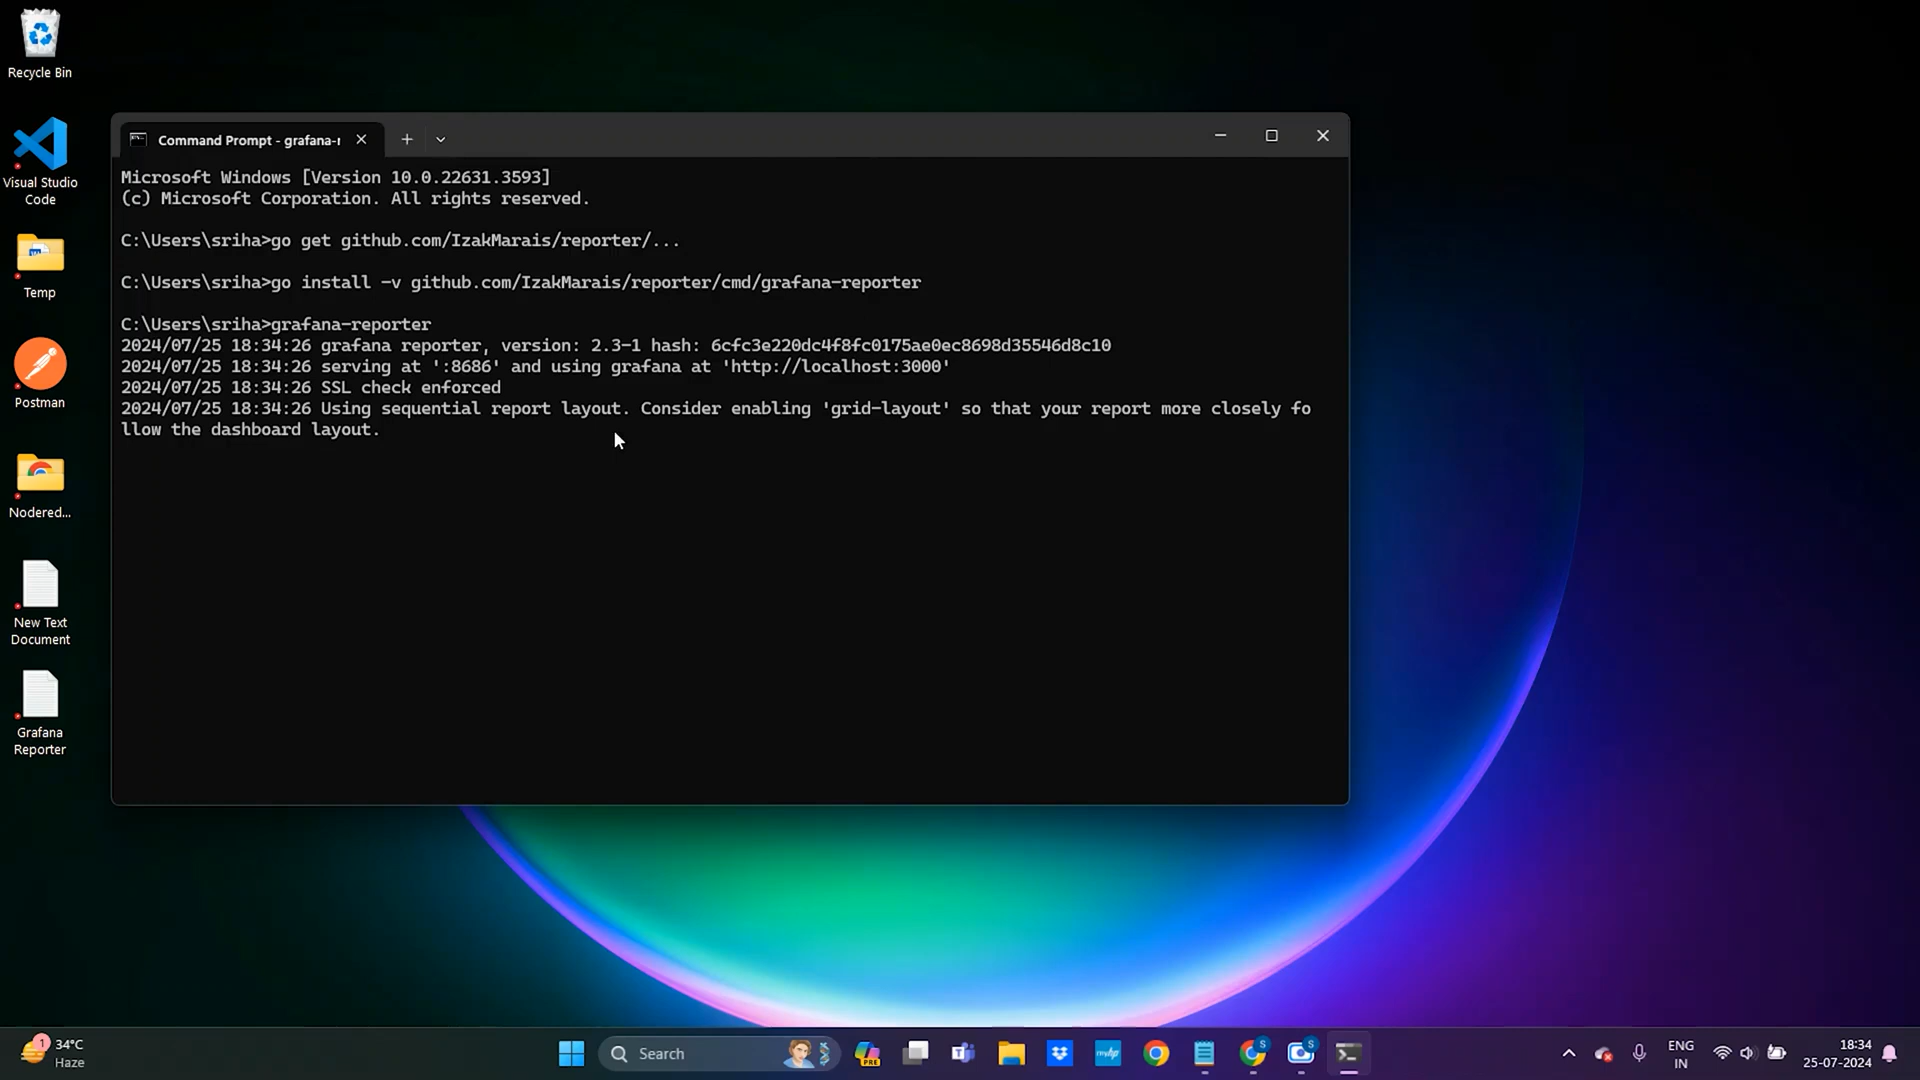 Recycle Bin
Visual Studio
Code
Temp
Postman
Nodered...
New Text
Document
Grafana
Reporter
Command Prompt - grafana-r
Microsoft Windows [Version 10.0.22631.3593]
(c) Microsoft Corporation. All rights reserved.
C:\Users\sriha>go get github.com/IzakMarais/reporter/...
C:\Users\sriha>go install -v github.com/IzakMarais/reporter/cmd/grafana-reporter
C:\Users\sriha>grafana-reporter
2024/07/25 18:34:26 grafana reporter, version: 2.3-1 hash: 6cfc3e220dc4f8fc0175ae0ec8698d35546d8c10
2024/07/25 18:34:26 serving at ':8686' and using grafana at 'http://localhost:3000'
2024/07/25 18:34:26 SSL check enforced
2024/07/25 18:34:26 Using sequential report layout. Consider enabling 'grid-layout' so that your report more closely fo
llow the dashboard layout.
1
34°C
Haze
Search
PRE
myhp
S
S
ENG
IN
18:34
25-07-2024